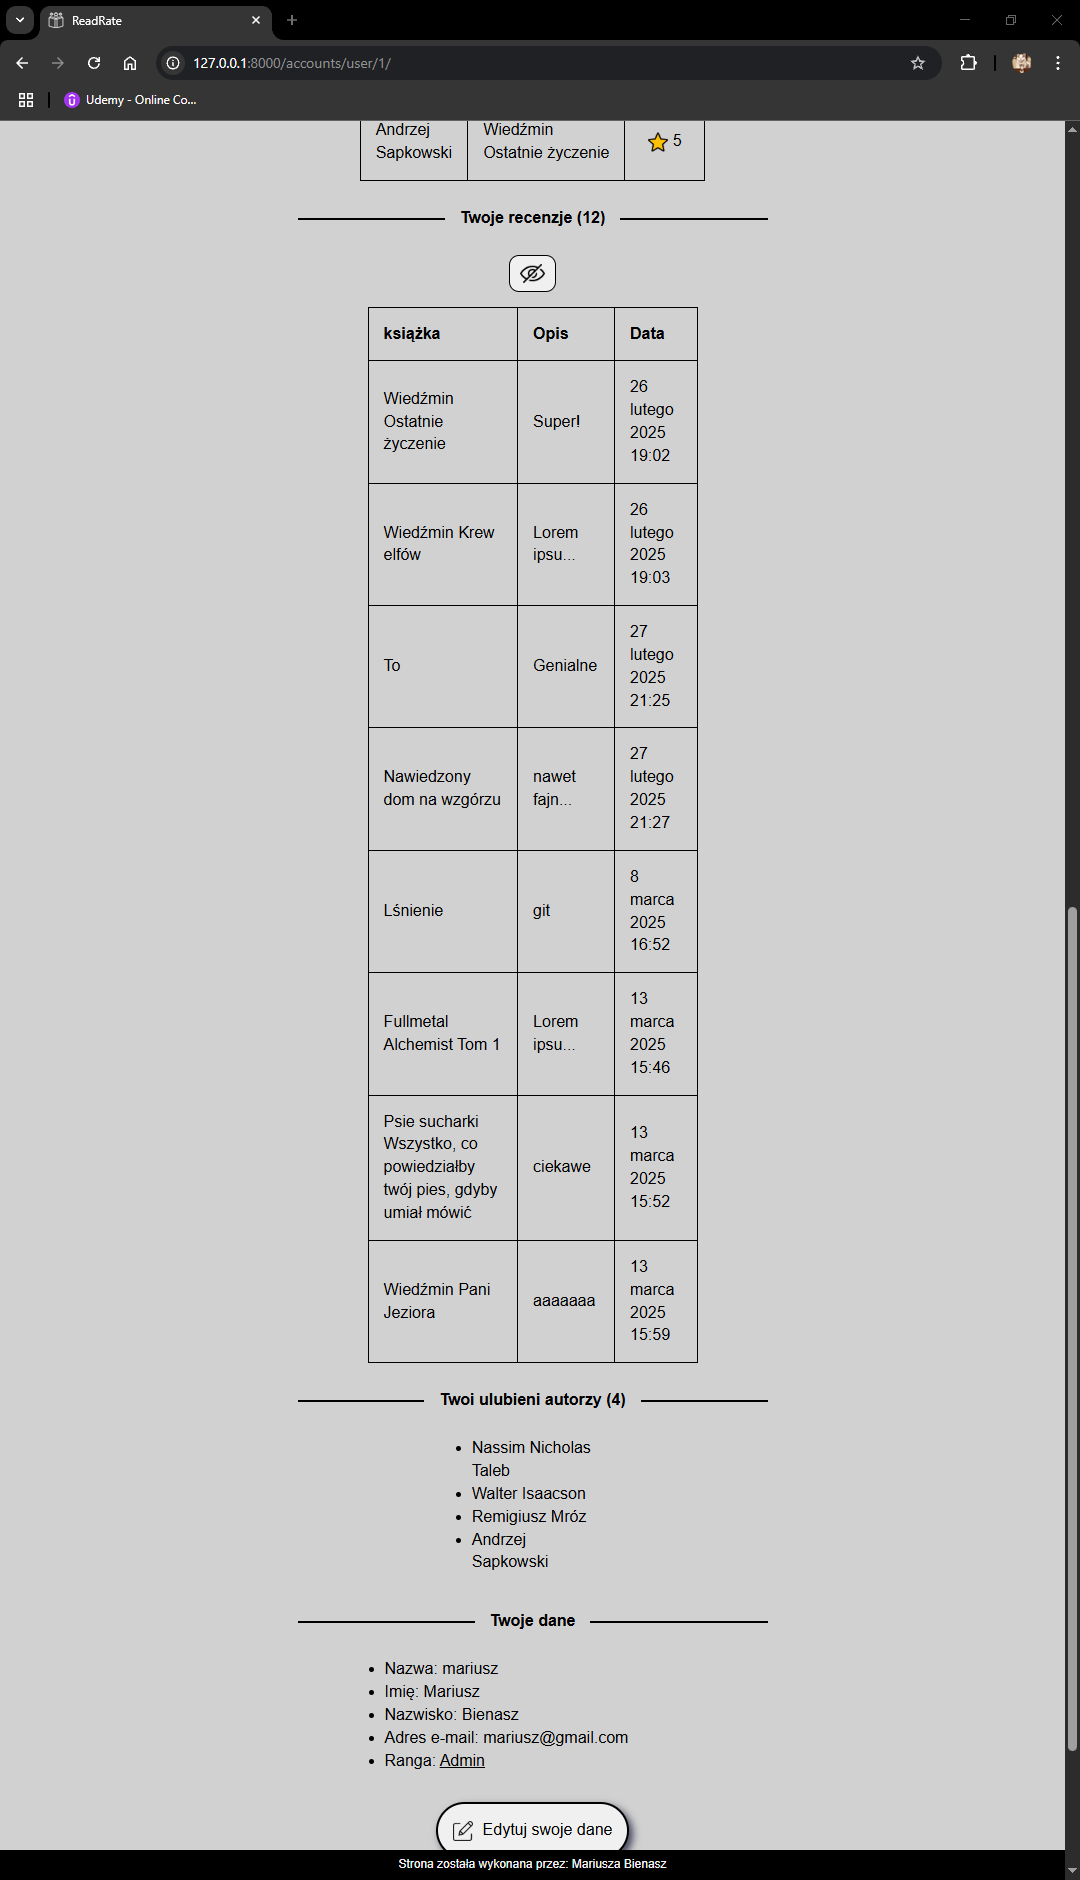 ReadRate
127.0.0.1:8000/accounts/user/1/
Udemy - Online Co...
Andrzej
Sapkowski
Wiedźmin
Ostatnie życzenie
5
Twoje recenzje (12)
książka
Opis
Data
Wiedźmin
Ostatnie
życzenie
Super!
26
lutego
2025
19:02
Wiedźmin Krew
elfów
Lorem
ipsu...
26
lutego
2025
19:03
To
Genialne
27
lutego
2025
21:25
Nawiedzony
dom na wzgórzu
nawet
fajn...
27
lutego
2025
21:27
Lśnienie
git
8
marca
2025
16:52
Fullmetal
Alchemist Tom 1
Lorem
ipsu...
13
marca
2025
15:46
Psie sucharki
Wszystko, co
powiedziałby
twój pies, gdyby
umiał mówić
ciekawe
13
marca
2025
15:52
Wiedźmin Pani
Jeziora
aaaaaaa
13
marca
2025
15:59
Twoi ulubieni autorzy (4)
Nassim Nicholas
Taleb
Walter Isaacson
Remigiusz Mróz
Andrzej
Sapkowski
Twoje dane
Nazwa: mariusz
Imię: Mariusz
Nazwisko: Bienasz
Adres e-mail: mariusz@gmail.com
Ranga: Admin
Edytuj swoje dane
Strona została wykonana przez: Mariusza Bienasz